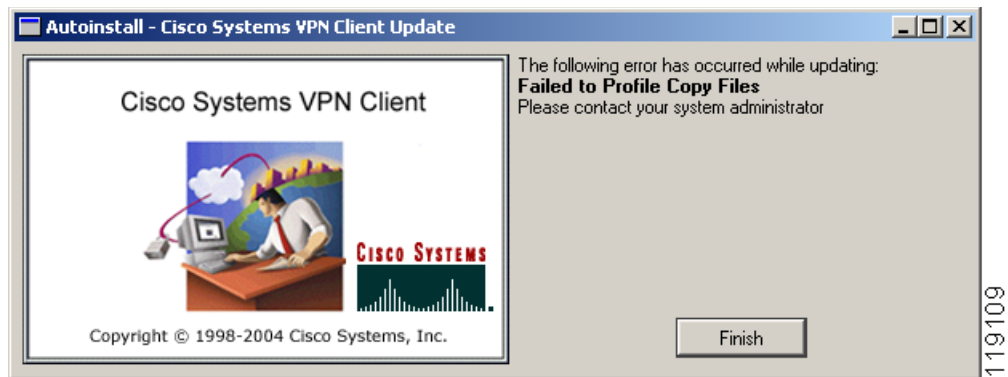 Autoinstall - Cisco Systems VPN Client Update
Cisco Systems VPN Client
CISCO SYSTEMS
Copyright © 1998-2004 Cisco Systems, Inc.
The following error has occurred while updating:
Failed to Profile Copy Files
Please contact your system administrator
Finish
119109